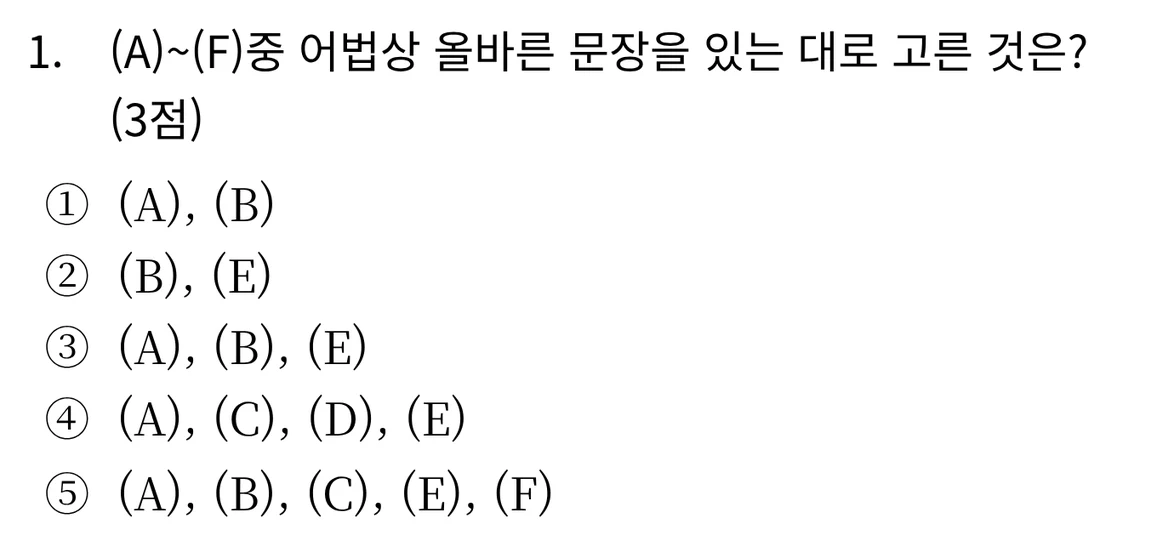 1. (A)~(F)중 어법상 올바른 문장을 있는 대로 고른 것은?
(3점)
① (A), (B)
② (B), (E)
③ (A), (B), (E)
④ (A), (C), (D), (E)
⑤ (A), (B), (C), (E), (F)